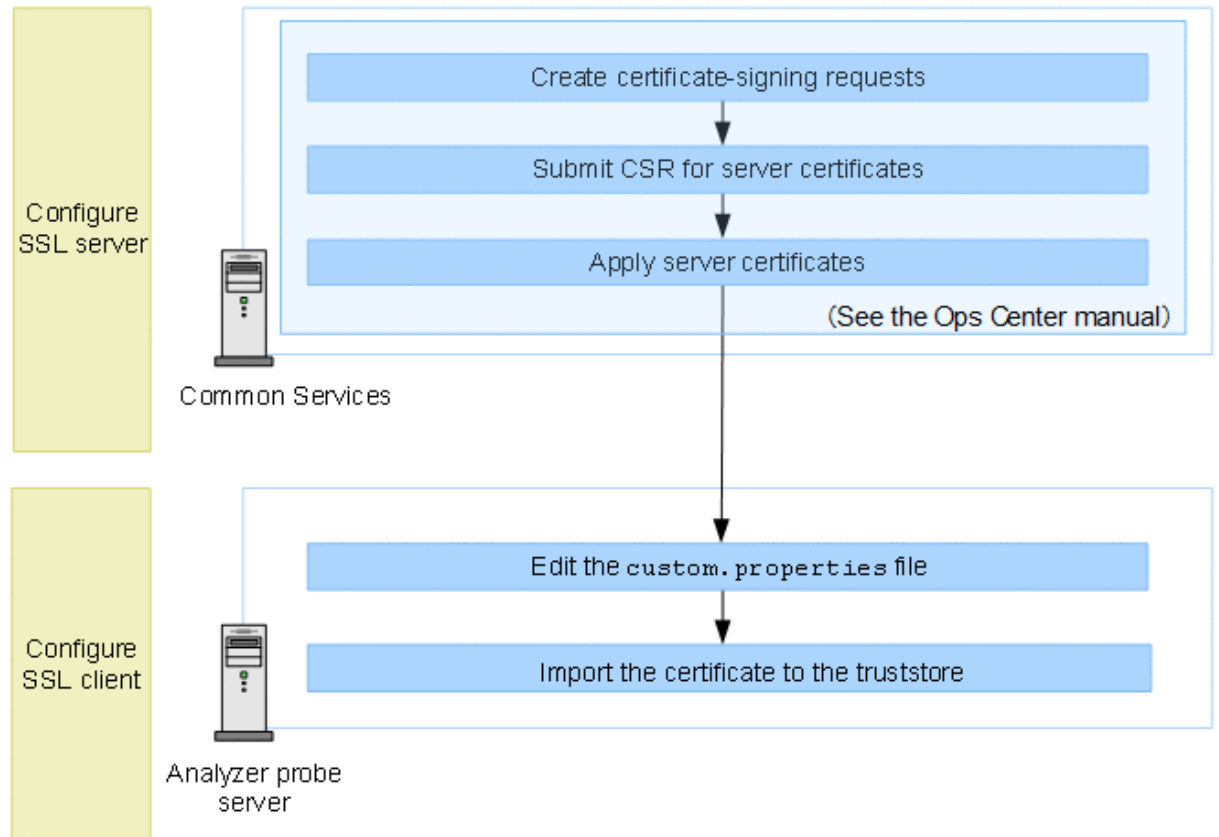 Create certificate-signing requests
Submit CSR for server certificates
Configure
SSL server
Apply server certificates
(See the Ops Center manual)
Common Services
Edit the custom.properties file
Configure
SSL client
Import the certificate to the truststore
Analyzer probe
server